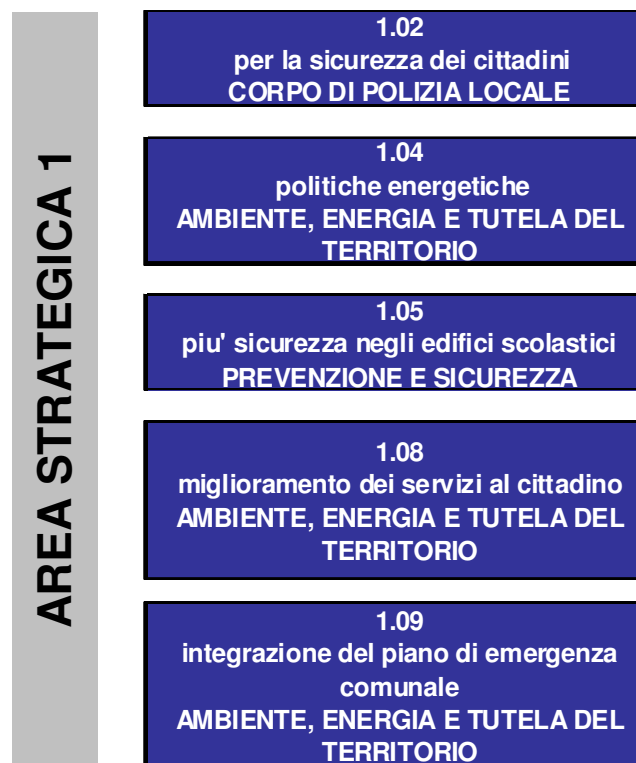 AREA STRATEGICA 1
1.02
per la sicurezza dei cittadini
CORPO DI POLIZIA LOCALE
1.04
politiche energetiche
AMBIENTE, ENERGIA E TUTELA DEL
TERRITORIO
1.05
piu' sicurezza negli edifici scolastici
PREVENZIONE E SICUREZZA
1.08
miglioramento dei servizi al cittadino
AMBIENTE, ENERGIA E TUTELA DEL
TERRITORIO
1.09
integrazione del piano di emergenza
comunale
AMBIENTE, ENERGIA E TUTELA DEL
TERRITORIO